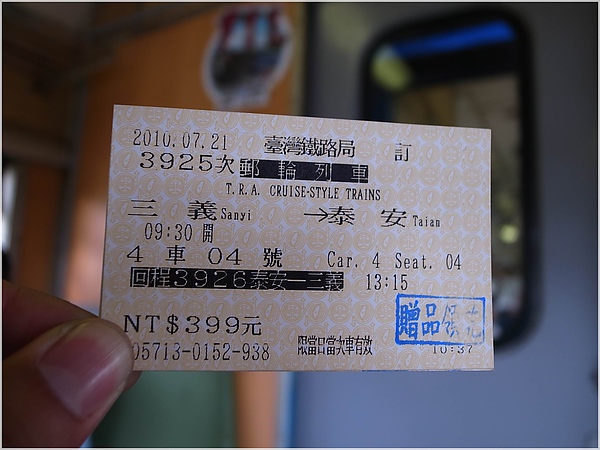 2010.07.21 臺灣鐵路局 訂
3925次 郵輪列車
T.R.A. CRUISE-STYLE TRAINS
三義 Sanyi →泰安 Taian
09:30 開
4 車 04 號 Car. 4 Seat. 04
回程3926泰安—三義 13:15
NT$399元
贈品
05713-0152-938 限當日當次車有效 10:37